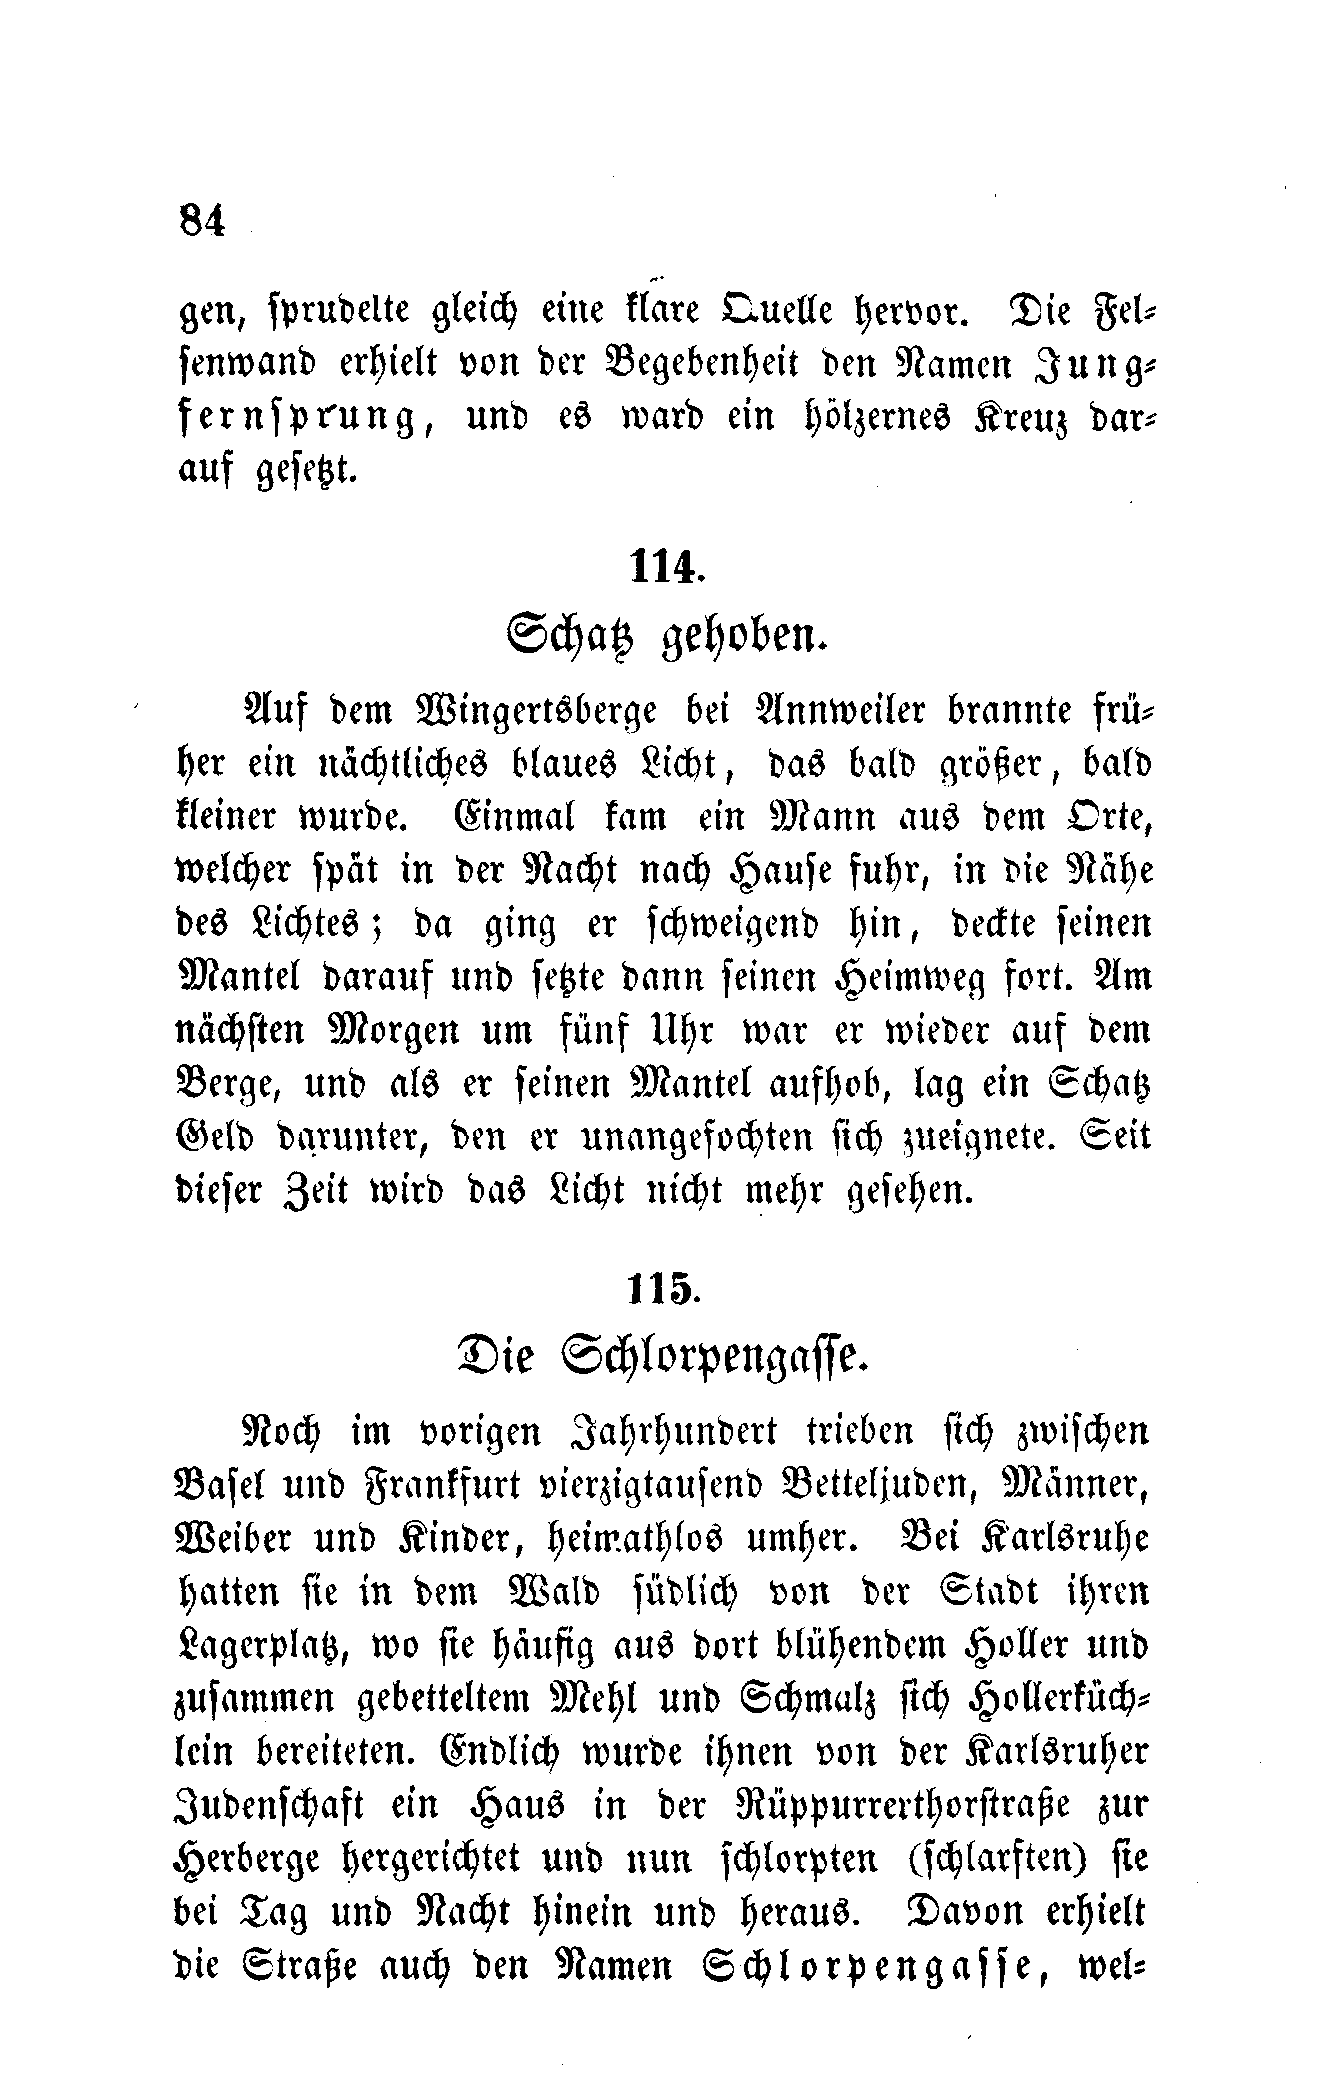 84
gen, sprudelte gleich eine klare Quelle hervor. Die Fel-
senwand erhielt von der Begebenheit den Namen Jung-
fernsprung, und es ward ein hölzernes Kreuz dar-
auf gesetzt.
114.
Schatz gehoben.
Auf dem Wingertsberge bei Annweiler brannte frü-
her ein nächtliches blaues Licht, das bald größer, bald
kleiner wurde. Einmal kam ein Mann aus dem Orte,
welcher spät in der Nacht nach Hause fuhr, in die Nähe
des Lichtes; da ging er schweigend hin, deckte seinen
Mantel darauf und setzte dann seinen Heimweg fort. Am
nächsten Morgen um fünf Uhr war er wieder auf dem
Berge, und als er seinen Mantel aufhob, lag ein Schatz
Geld darunter, den er unangefochten sich zueignete. Seit
dieser Zeit wird das Licht nicht mehr gesehen.
115.
Die Schlorpengasse.
Noch im vorigen Jahrhundert trieben sich zwischen
Basel und Frankfurt vierzigtausend Betteljuden, Männer,
Weiber und Kinder, heimathlos umher. Bei Karlsruhe
hatten sie in dem Wald südlich von der Stadt ihren
Lagerplatz, wo sie häufig aus dort blühendem Holler und
zusammen gebetteltem Mehl und Schmalz sich Hollerküch-
lein bereiteten. Endlich wurde ihnen von der Karlsruher
Judenschaft ein Haus in der Rüppurrerthorstraße zur
Herberge hergerichtet und nun schlorpten (schlarften) sie
bei Tag und Nacht hinein und heraus. Davon erhielt
die Straße auch den Namen Schlorpengasse, wel-